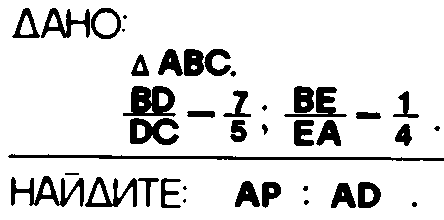 ДАНО:
△ ABC.
BD/DC — 7/5; BE/EA — 1/4.
НАЙДИТЕ: AP : AD .